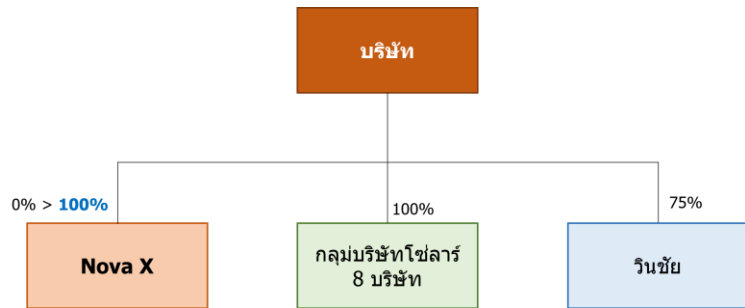 บริษัท
0% > 100%
100%
75%
Nova X
กลุ่มบริษัทโซ่ลาร์
8 บริษัท
วินชัย